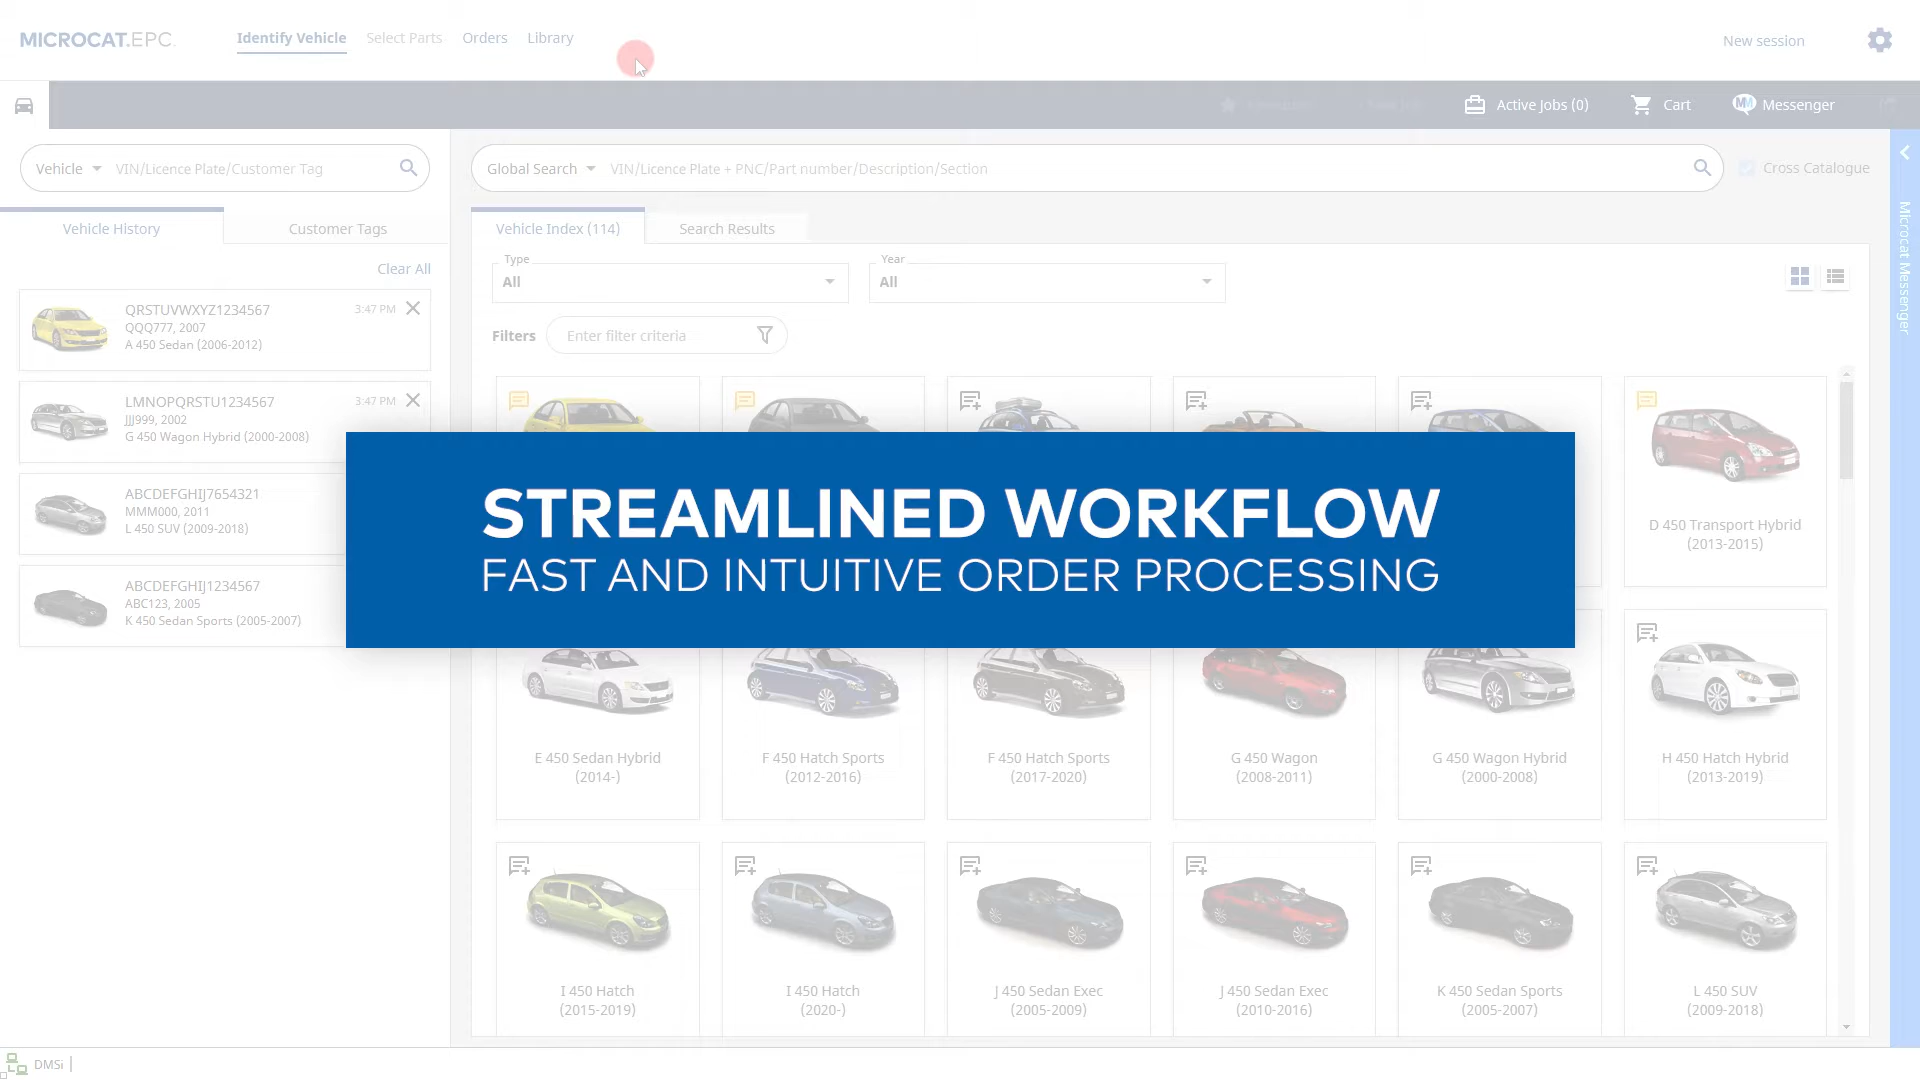 MICROCAT.EPC
Identify Vehicle
Select Parts
Orders
Library
New session
Active Jobs (0)
Cart
Messenger
Vehicle
VIN/Licence Plate/Customer Tag
Global Search
VIN/Licence Plate + PNC/Part number/Description/Section
Cross Catalogue
Microcat Messenger
Vehicle History
Customer Tags
Clear All
QRSTUVWXYZ1234567
3:47 PM
QQQ777, 2007
A 450 Sedan (2006-2012)
LMNOPQRSTU1234567
3:47 PM
JJJ999, 2002
G 450 Wagon Hybrid (2000-2008)
ABCDEFGHIJ7654321
MMM000, 2011
L 450 SUV (2009-2018)
ABCDEFGHIJ1234567
ABC123, 2005
K 450 Sedan Sports (2005-2007)
Vehicle Index (114)
Search Results
Type
All
Year
All
Filters
Enter filter criteria
D 450 Transport Hybrid
(2013-2015)
STREAMLINED WORKFLOW
FAST AND INTUITIVE ORDER PROCESSING
E 450 Sedan Hybrid
(2014-)
F 450 Hatch Sports
(2012-2016)
F 450 Hatch Sports
(2017-2020)
G 450 Wagon
(2008-2011)
G 450 Wagon Hybrid
(2000-2008)
H 450 Hatch Hybrid
(2013-2019)
I 450 Hatch
(2015-2019)
I 450 Hatch
(2020-)
J 450 Sedan Exec
(2005-2009)
J 450 Sedan Exec
(2010-2016)
K 450 Sedan Sports
(2005-2007)
L 450 SUV
(2009-2018)
DMSi